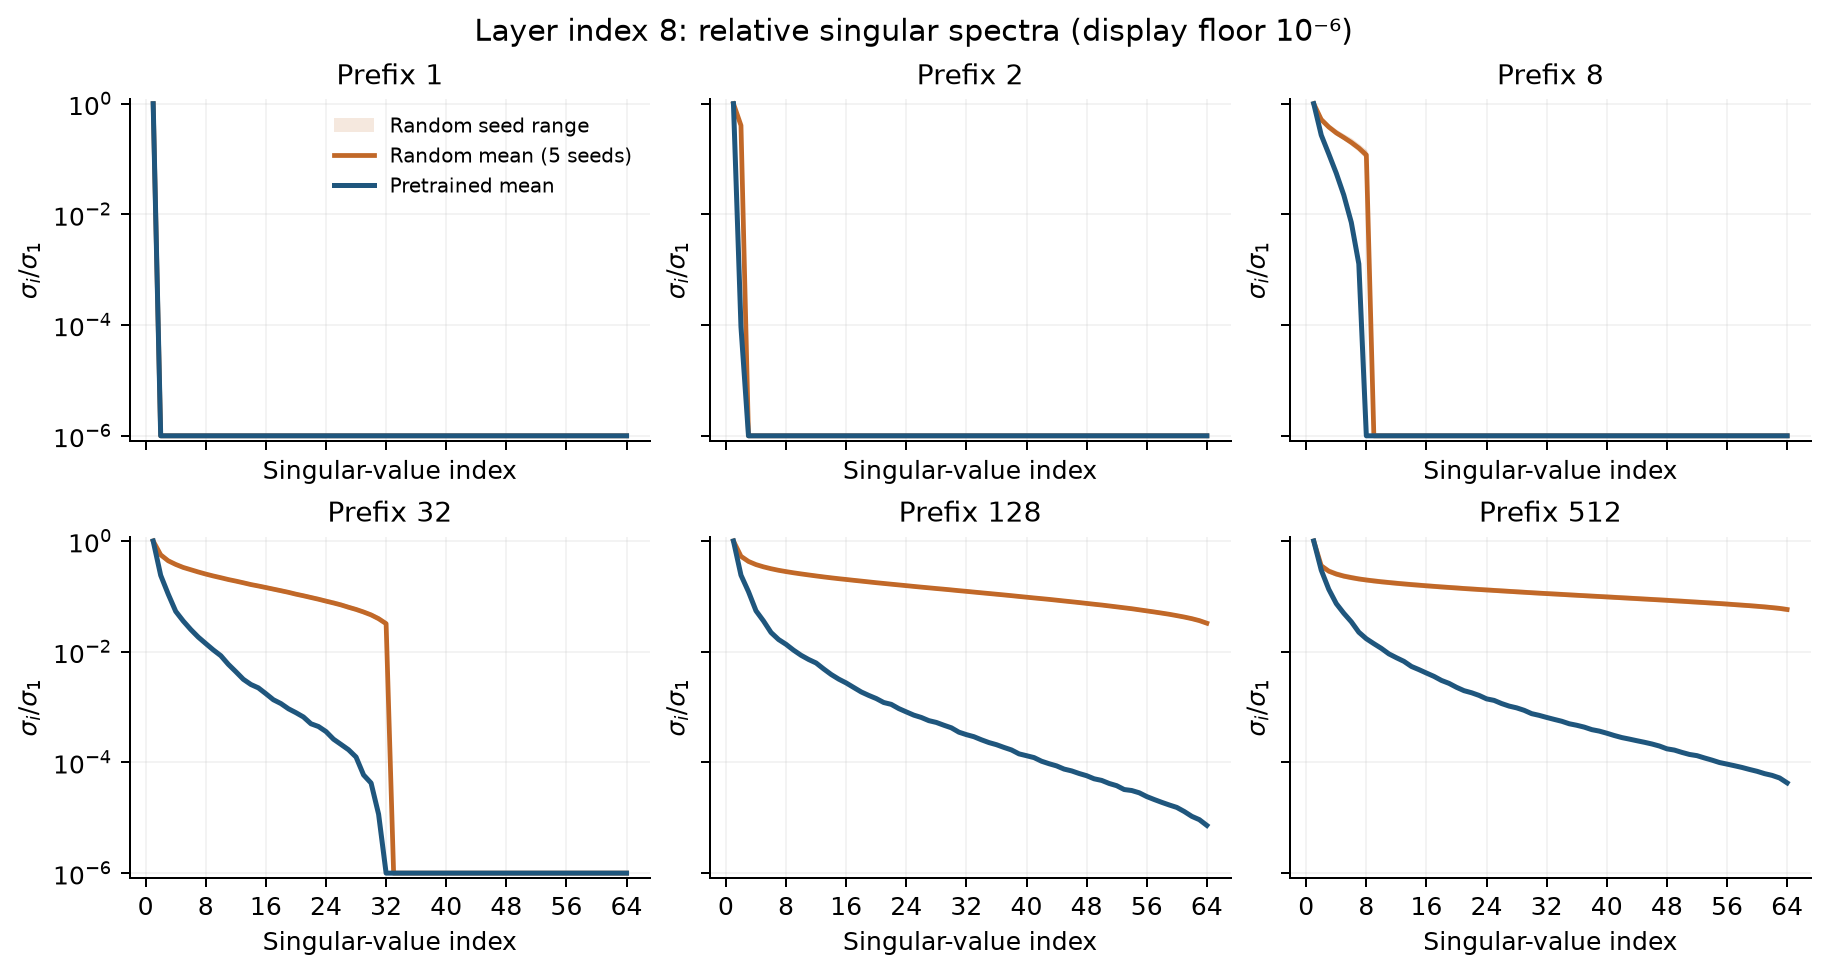 Layer index 8: relative singular spectra (display floor 10⁻⁶)
Prefix 1
Prefix 2
Prefix 8
10⁰
10⁻²
10⁻⁴
10⁻⁶
σᵢ/σ₁
Random seed range
Random mean (5 seeds)
Pretrained mean
σᵢ/σ₁
σᵢ/σ₁
Singular-value index
Singular-value index
Singular-value index
Prefix 32
Prefix 128
Prefix 512
10⁰
10⁻²
10⁻⁴
10⁻⁶
σᵢ/σ₁
σᵢ/σ₁
σᵢ/σ₁
0 8 16 24 32 40 48 56 64
0 8 16 24 32 40 48 56 64
0 8 16 24 32 40 48 56 64
Singular-value index
Singular-value index
Singular-value index